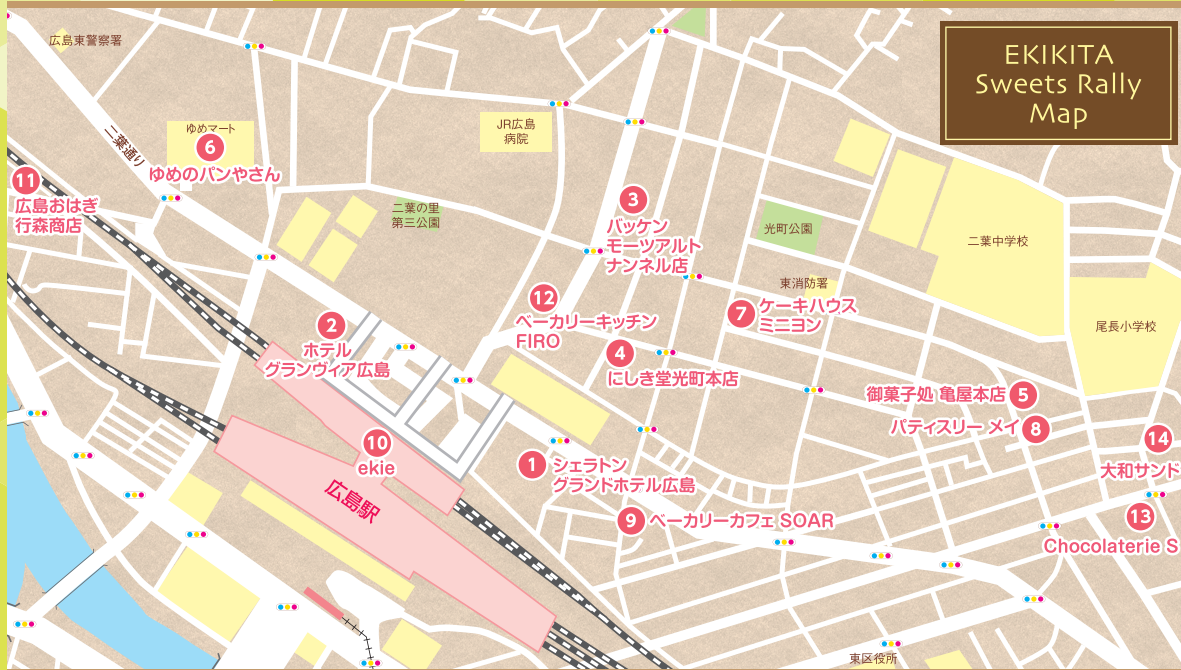 EKIKITA
Sweets Rally
Map
広島東警察署
ゆめマート
6
ゆめのパンやさん
二葉通り
11
広島おはぎ
行森商店
JR広島
病院
二葉の里
第三公園
3
バッケン
モーツアルト
ナンネル店
光町公園
二葉中学校
東消防署
尾長小学校
7
ケーキハウス
ミニヨン
12
ベーカリーキッチン
FIRO
2
ホテル
グランヴィア広島
4
にしき堂光町本店
御菓子処 亀屋本店
5
パティスリー メイ
8
14
大和サンド
10
ekie
広島駅
1
シェラトン
グランドホテル広島
9
ベーカリーカフェ SOAR
13
Chocolaterie S
東区役所